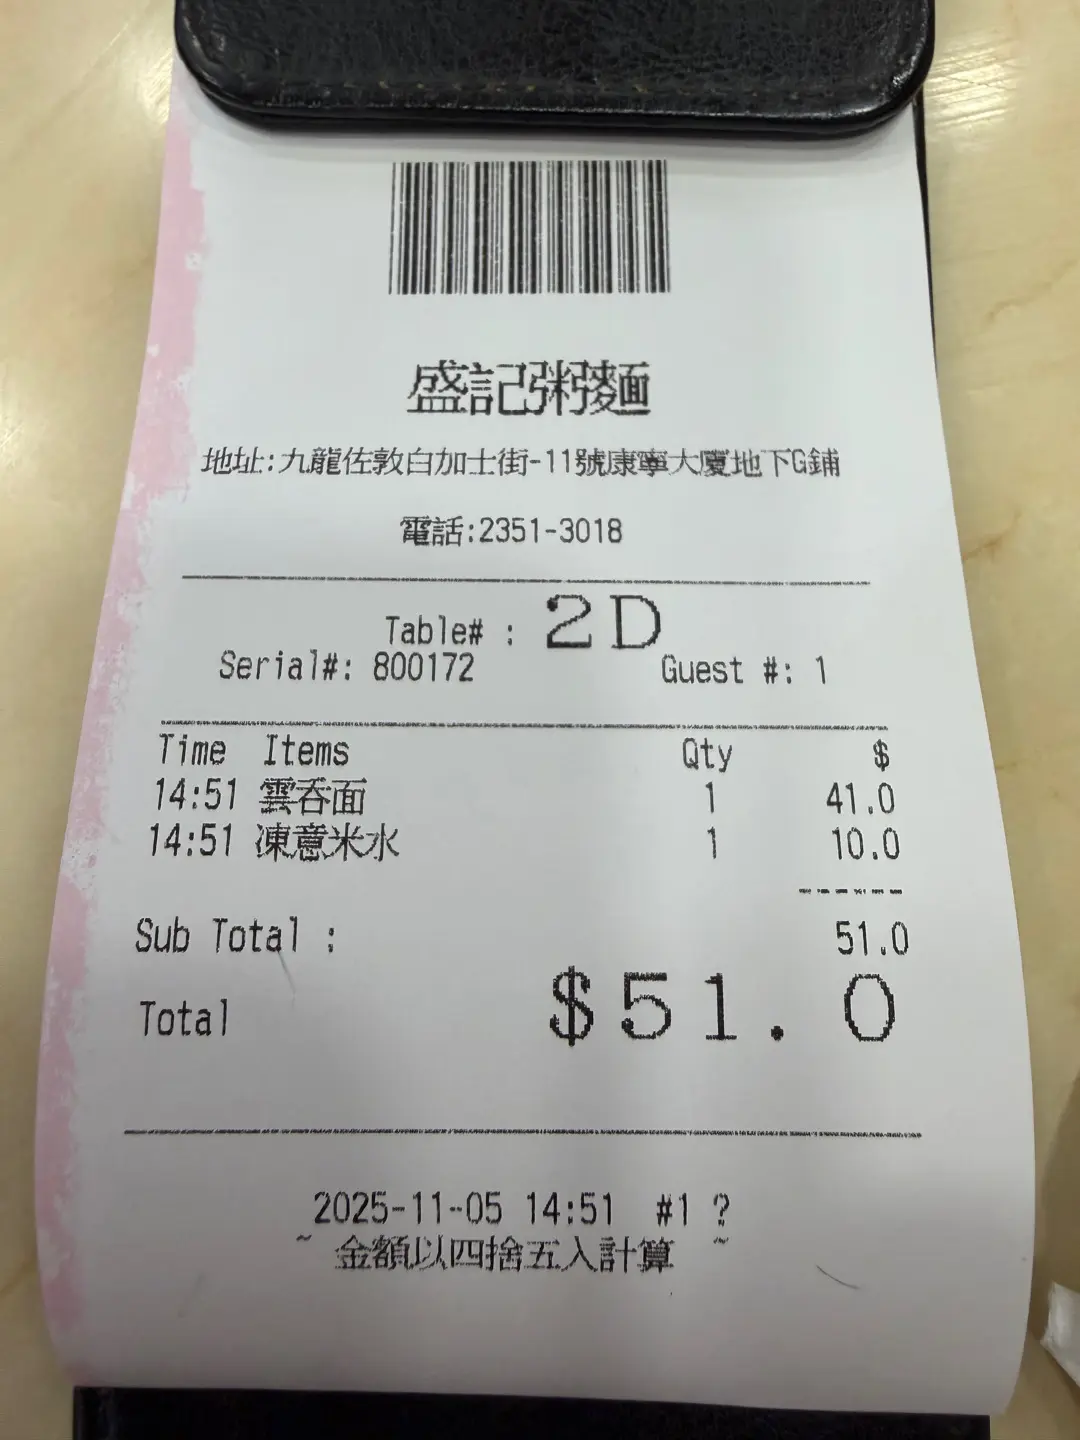 盛記粥麵
地址:九龍佐敦白加士街-11號康寧大廈地下G鋪
電話:2351-3018
Table# : 2D
Serial#: 800172 Guest #: 1
Time Items Qty $
14:51 雲吞面 1 41.0
14:51 凍意米水 1 10.0
Sub Total : 51.0
Total $51.0
2025-11-05 14:51 #1 ?
~ 金額以四捨五入計算 ~